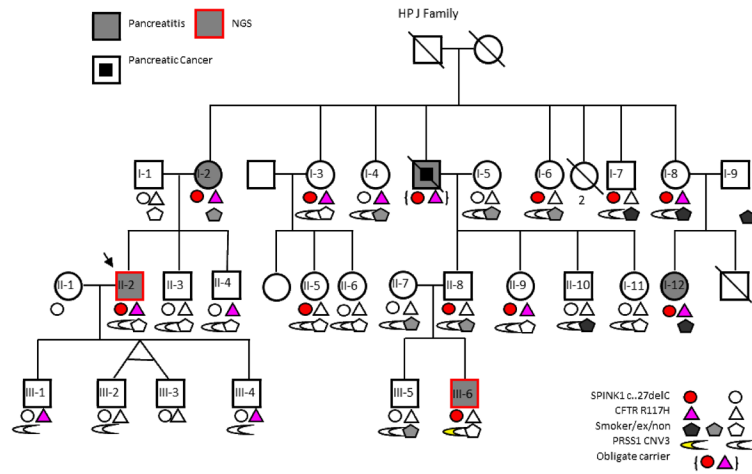 HP J Family
Pancreatitis
NGS
Pancreatic Cancer
I-1
I-2
I-3
I-4
I-5
I-6
2
I-7
I-8
I-9
{ }
II-1
II-2
II-3
II-4
II-5
II-6
II-7
II-8
II-9
II-10
I-11
I-12
III-1
III-2
III-3
III-4
III-5
III-6
SPINK1 c..27delC
CFTR R117H
Smoker/ex/non
PRSS1 CNV3
Obligate carrier { }